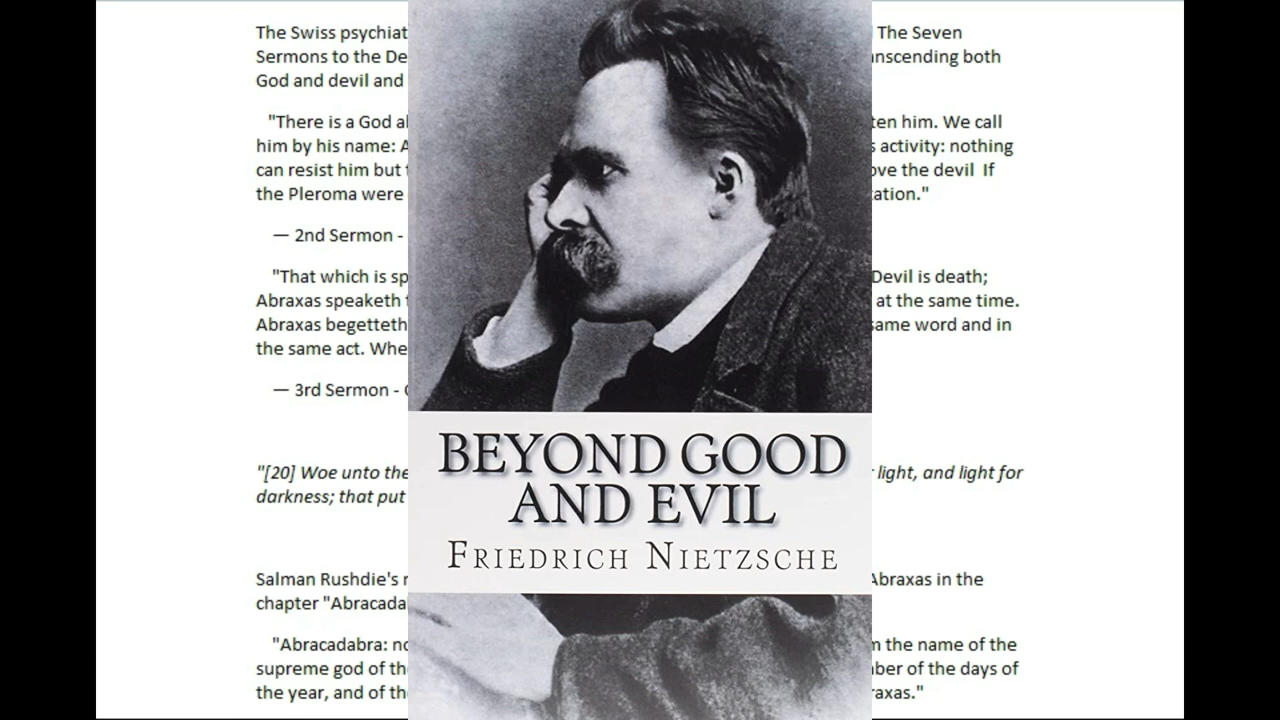 The Swiss psychiat
The Seven
Sermons to the De
anscending both
God and devil and
"There is a God al
ten him. We call
him by his name: A
s activity: nothing
can resist him but
ove the devil If
the Pleroma were
ation."
— 2nd Sermon -
"That which is sp
Devil is death;
Abraxas speaketh
at the same time.
Abraxas begetteth
same word and in
the same act. Whe
— 3rd Sermon -
"[20] Woe unto the
light, and light for
darkness; that put
Salman Rushdie's
Abraxas in the
chapter "Abracada
"Abracadabra: no
n the name of the
supreme god of th
ber of the days of
the year, and of th
raxas."
BEYOND GOOD
AND EVIL
FRIEDRICH NIETZSCHE